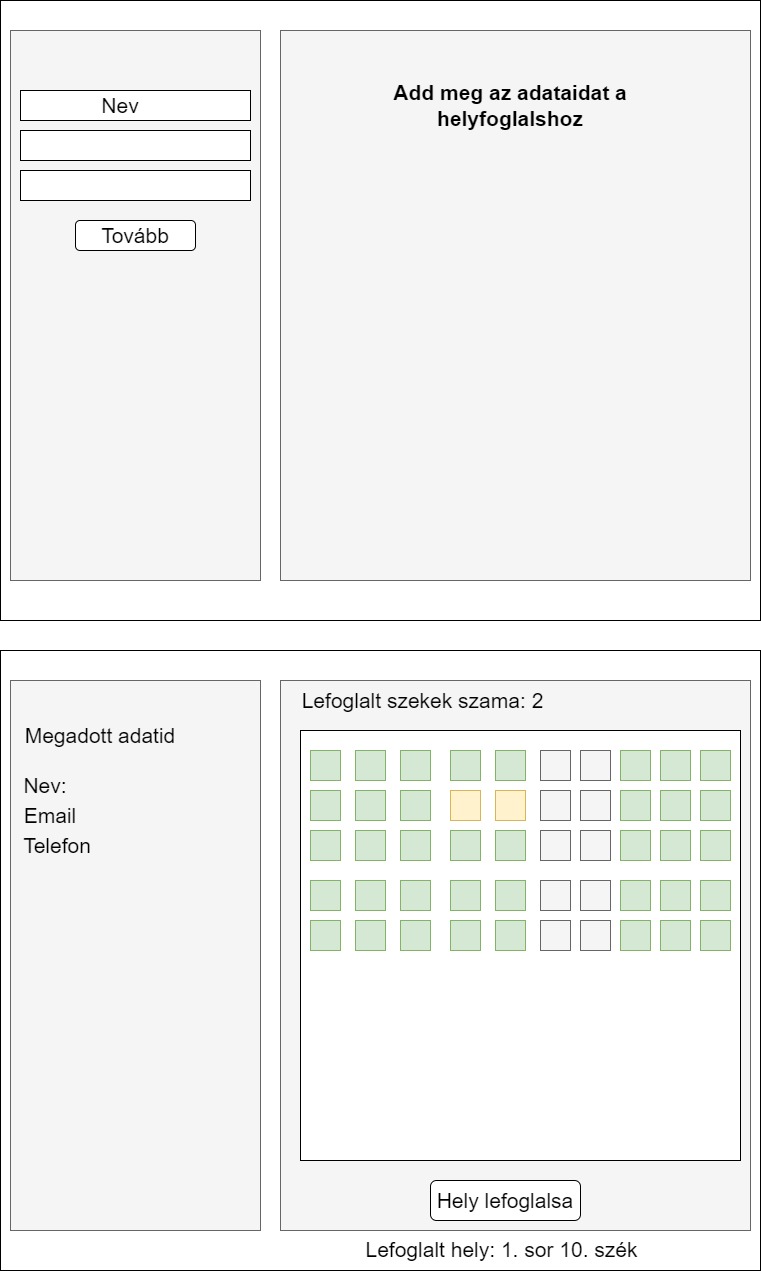 Nev
Add meg az adataidat a
helyfoglalshoz
Tovább
Lefoglalt szekek szama: 2
Megadott adatid
Nev:
Email
Telefon
Hely lefoglalsa
Lefoglalt hely: 1. sor 10. szék